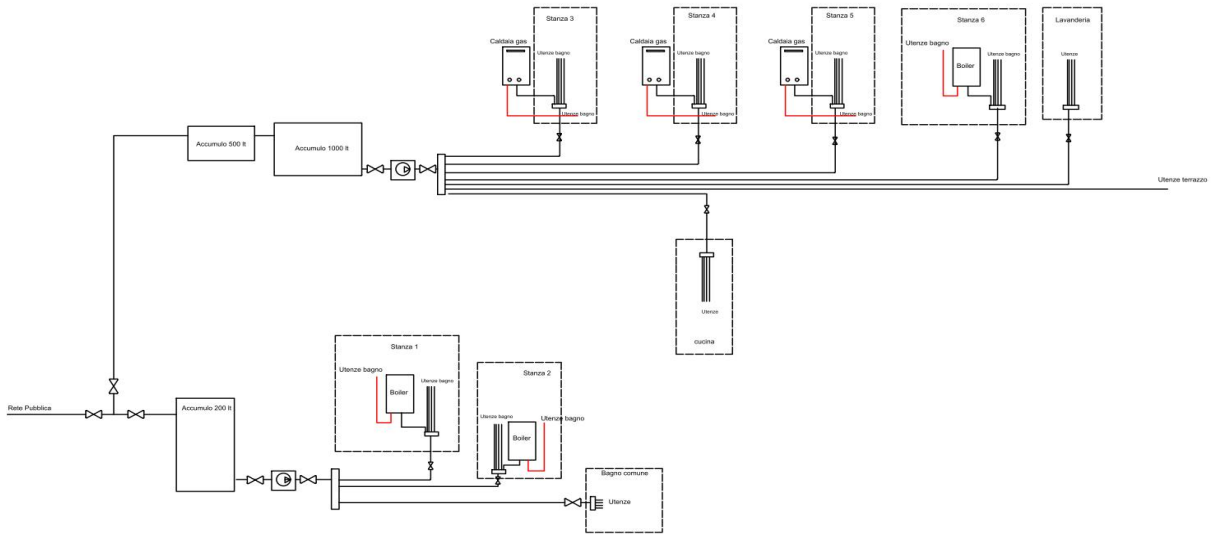 Stanza 3
Stanza 4
Stanza 5
Stanza 6
Lavanderia
Caldaia gas
Utenze bagno
Utenze bagno
Caldaia gas
Utenze bagno
Utenze bagno
Caldaia gas
Utenze bagno
Utenze bagno
Utenze bagno
Boiler
Utenze bagno
Utenze
Accumulo 500 lt
Accumulo 1000 lt
Utenze terrazzo
Utenze
cucina
Stanza 1
Utenze bagno
Boiler
Utenze bagno
Stanza 2
Utenze bagno
Boiler
Utenze bagno
Rete Pubblica
Accumulo 200 lt
Bagno comune
Utenze